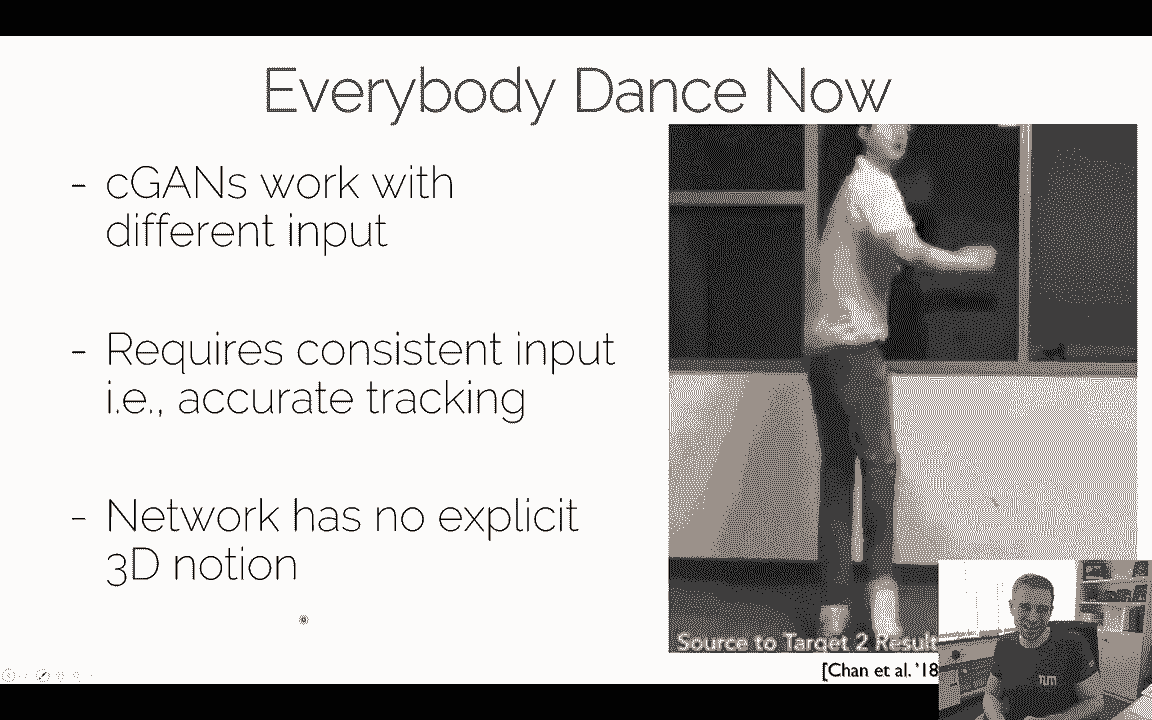 Everybody Dance Now
- cGANs work with
different input
- Requires consistent input
i.e., accurate tracking
- Network has no explicit
3D notion
Source to Target 2 Result
[Chan et al. '18
TUM